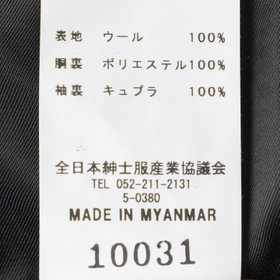 表地 ウール 100%
胴裏 ポリエステル100%
袖裏 キュプラ 100%
全日本紳士服産業協議会
TEL 052-211-2131
5-0380
MADE IN MYANMAR
10031